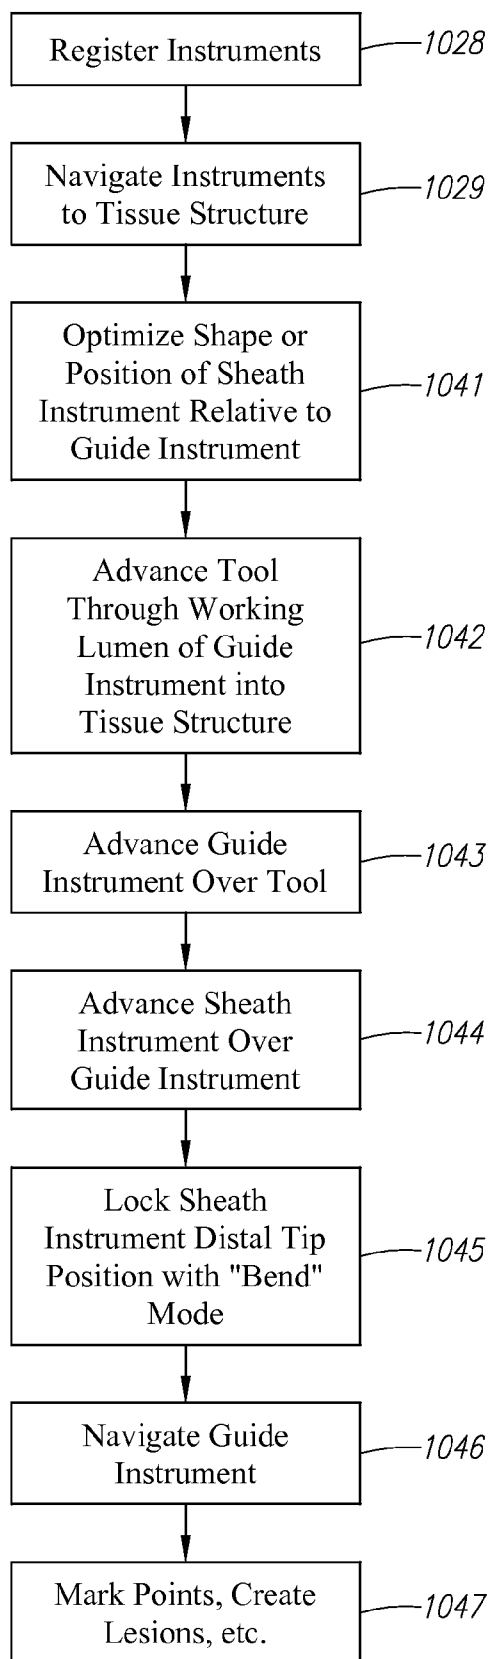 Register Instruments
1028
Navigate Instruments
to Tissue Structure
1029
Optimize Shape or
Position of Sheath
Instrument Relative to
Guide Instrument
1041
Advance Tool
Through Working
Lumen of Guide
Instrument into
Tissue Structure
1042
Advance Guide
Instrument Over Tool
1043
Advance Sheath
Instrument Over
Guide Instrument
1044
Lock Sheath
Instrument Distal Tip
Position with "Bend"
Mode
1045
Navigate Guide
Instrument
1046
Mark Points, Create
Lesions, etc.
1047